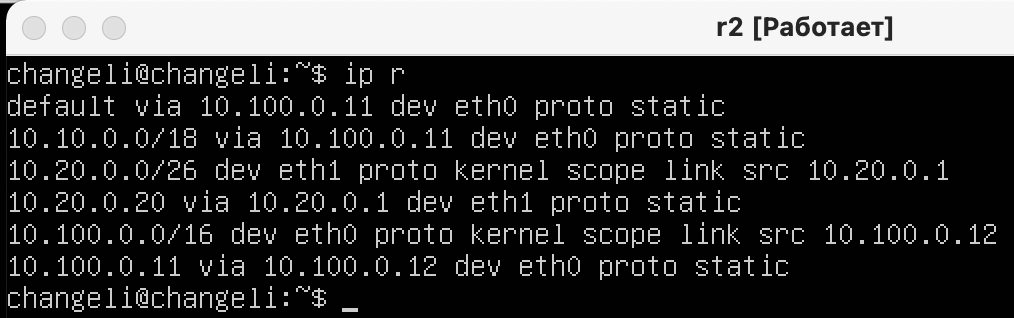 r2 [Работает]
changeli@changeli:~$ ip r
default via 10.100.0.11 dev eth0 proto static
10.10.0.0/18 via 10.100.0.11 dev eth0 proto static
10.20.0.0/26 dev eth1 proto kernel scope link src 10.20.0.1
10.20.0.20 via 10.20.0.1 dev eth1 proto static
10.100.0.0/16 dev eth0 proto kernel scope link src 10.100.0.12
10.100.0.11 via 10.100.0.12 dev eth0 proto static
changeli@changeli:~$ _